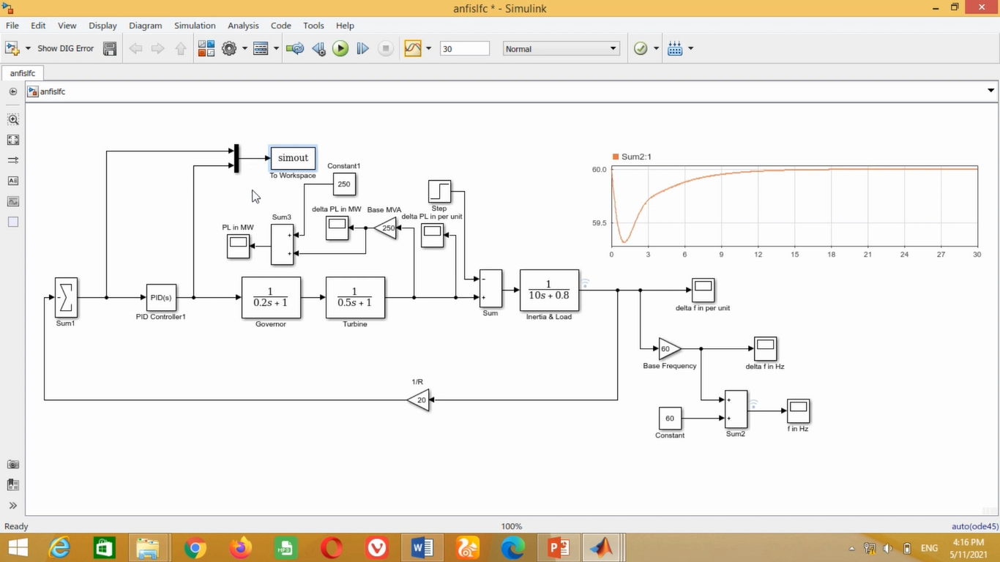 anfislfc * - Simulink
File Edit View Display Diagram Simulation Analysis Code Tools Help
Show DIG Error 30 Normal
anfislfc
anfislfc
simout
To Workspace
Constant1
250
Step
delta PL in MW
Base MVA
250
delta PL in per unit
Sum3
+
+
PL in MW
Sum2:1
60.0
59.5
0 3 6 9 12 15 18 21 24 27 30
-
Sum1
PID(s)
PID Controller1
1
0.2s + 1
Governor
1
0.5s + 1
Turbine
-
+
Sum
1
10s + 0.8
Inertia & Load
delta f in per unit
60
Base Frequency
delta f in Hz
1/R
20
60
Constant
+
+
Sum2
f in Hz
Ready 100% auto(ode45)
HP3
W
P
ENG
4:16 PM
5/11/2021